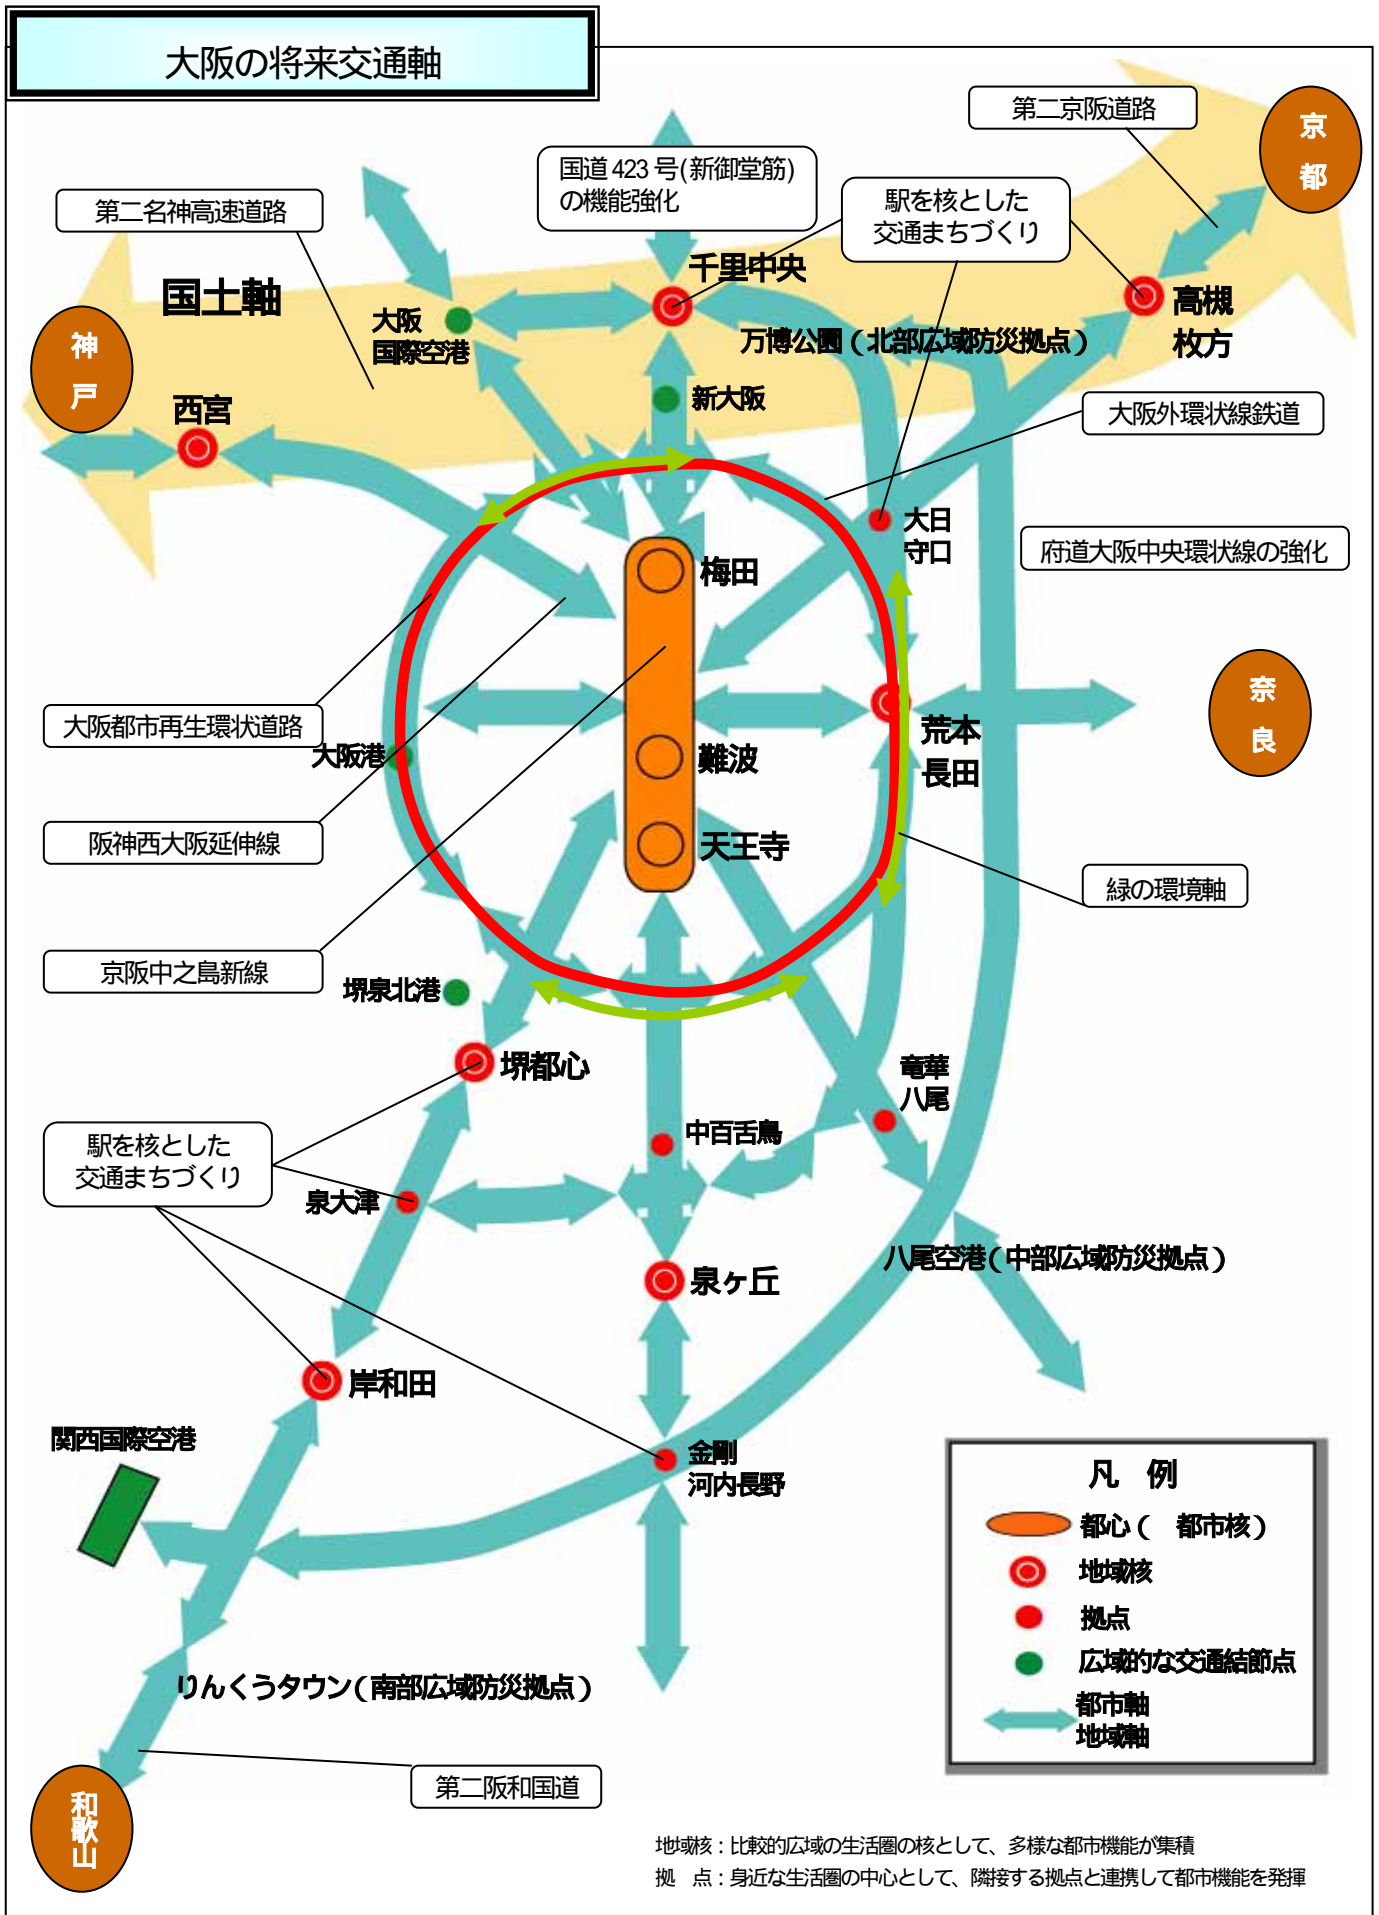 大阪の将来交通軸
第二京阪道路
京
都
国道423号(新御堂筋)
の機能強化
駅を核とした
交通まちづくり
第二名神高速道路
千里中央
国土軸
大阪
国際空港
高槻
枚方
神
戸
万博公園（北部広域防災拠点）
新大阪
西宮
大阪外環状線鉄道
大日
守口
府道大阪中央環状線の強化
梅田
奈
良
大阪都市再生環状道路
荒本
長田
大阪港
難波
阪神西大阪延伸線
天王寺
緑の環境軸
京阪中之島新線
堺泉北港
堺都心
竜華
八尾
駅を核とした
交通まちづくり
中百舌鳥
泉大津
八尾空港（中部広域防災拠点）
泉ヶ丘
岸和田
関西国際空港
金剛
河内長野
凡 例
都心（ 都市核）
地域核
拠点
広域的な交通結節点
都市軸
地域軸
りんくうタウン（南部広域防災拠点）
第二阪和国道
和
歌
山
地域核：比較的広域の生活圏の核として、多様な都市機能が集積
拠 点：身近な生活圏の中心として、隣接する拠点と連携して都市機能を発揮